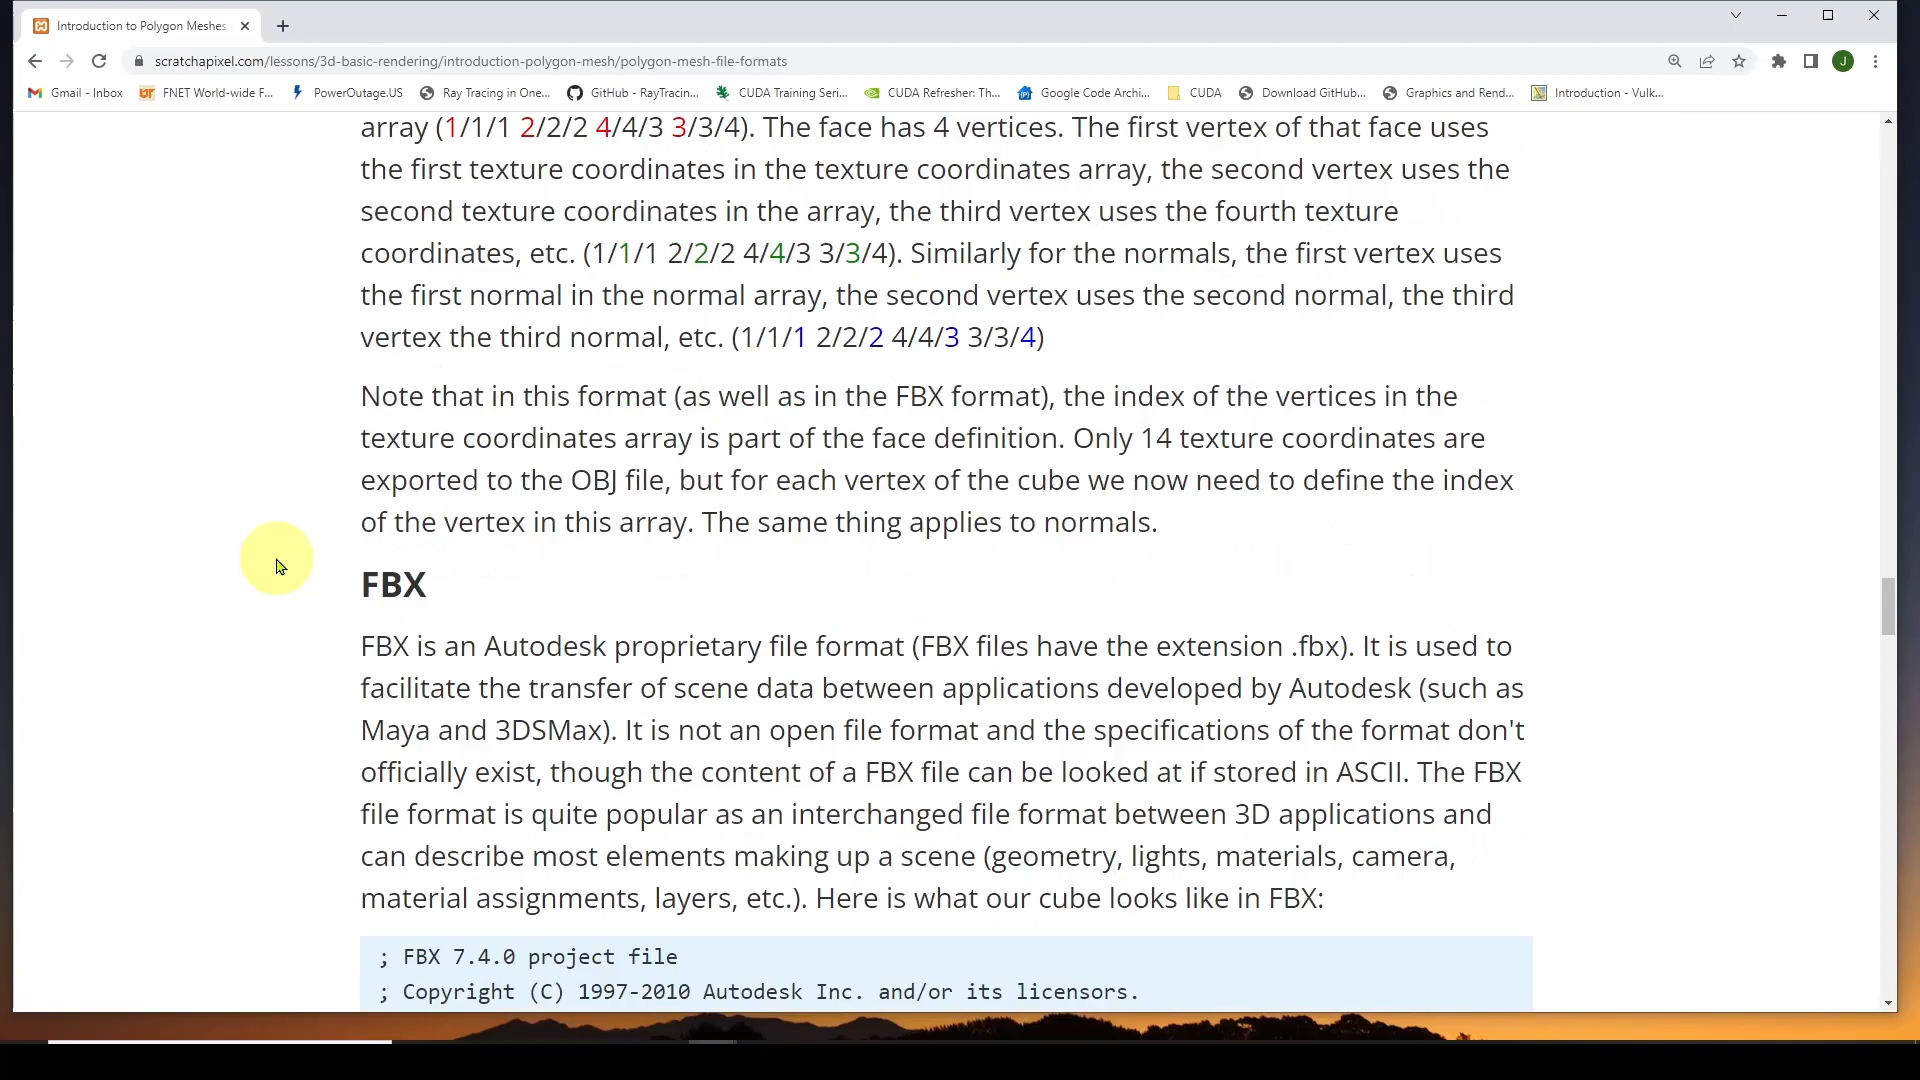 Introduction to Polygon Meshes
scratchapixel.com/lessons/3d-basic-rendering/introduction-polygon-mesh/polygon-mesh-file-formats
J
Gmail - Inbox
FNET World-wide F...
PowerOutage.US
Ray Tracing in One...
GitHub - RayTracin...
CUDA Training Seri...
CUDA Refresher: Th...
Google Code Archi...
CUDA
Download GitHub...
Graphics and Rend...
Introduction - Vulk...
array (1/1/1 2/2/2 4/4/3 3/3/4). The face has 4 vertices. The first vertex of that face uses
the first texture coordinates in the texture coordinates array, the second vertex uses the
second texture coordinates in the array, the third vertex uses the fourth texture
coordinates, etc. (1/1/1 2/2/2 4/4/3 3/3/4). Similarly for the normals, the first vertex uses
the first normal in the normal array, the second vertex uses the second normal, the third
vertex the third normal, etc. (1/1/1 2/2/2 4/4/3 3/3/4)
Note that in this format (as well as in the FBX format), the index of the vertices in the
texture coordinates array is part of the face definition. Only 14 texture coordinates are
exported to the OBJ file, but for each vertex of the cube we now need to define the index
of the vertex in this array. The same thing applies to normals.
FBX
FBX is an Autodesk proprietary file format (FBX files have the extension .fbx). It is used to
facilitate the transfer of scene data between applications developed by Autodesk (such as
Maya and 3DSMax). It is not an open file format and the specifications of the format don't
officially exist, though the content of a FBX file can be looked at if stored in ASCII. The FBX
file format is quite popular as an interchanged file format between 3D applications and
can describe most elements making up a scene (geometry, lights, materials, camera,
material assignments, layers, etc.). Here is what our cube looks like in FBX:
; FBX 7.4.0 project file
; Copyright (C) 1997-2010 Autodesk Inc. and/or its licensors.